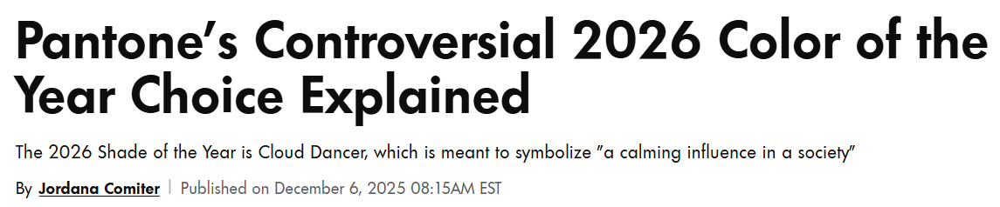 Pantone’s Controversial 2026 Color of the
Year Choice Explained
The 2026 Shade of the Year is Cloud Dancer, which is meant to symbolize "a calming influence in a society”
By Jordana Comiter | Published on December 6, 2025 08:15AM EST